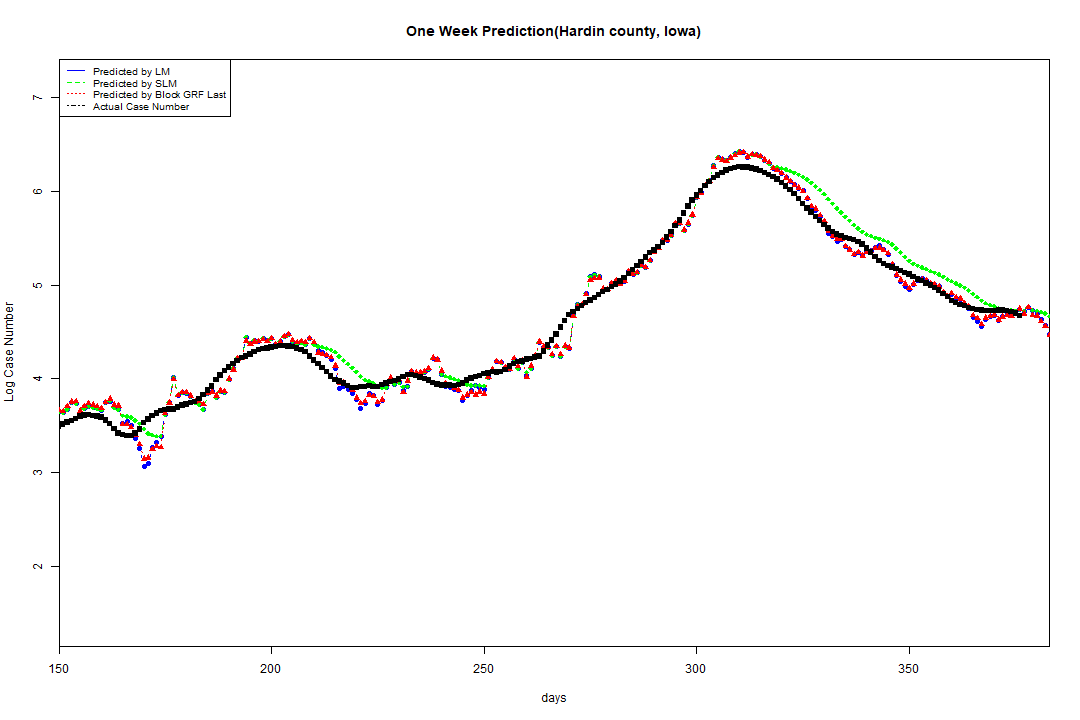 One Week Prediction(Hardin county, Iowa)
Predicted by LM
Predicted by SLM
Predicted by Block GRF Last
Actual Case Number
7
6
5
4
3
2
Log Case Number
150 200 250 300 350
days